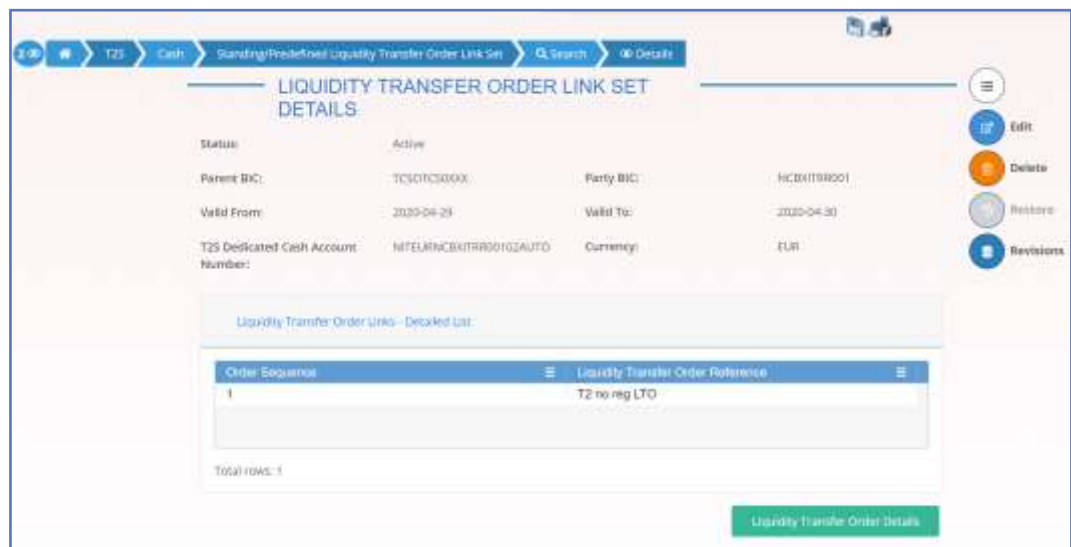 T2S Cash Standing/Predefined Liquidity Transfer Order Link Set Search Details
LIQUIDITY TRANSFER ORDER LINK SET
DETAILS
Status: Active
Parent BIC: Party BIC:
Valid From: 2020-04-29 Valid To: 2020-04-30
T2S Dedicated Cash Account Currency: EUR
Number:
Edit
Delete
Restore
Revisions
Liquidity Transfer Order Links - Detailed List
Order Sequence Liquidity Transfer Order Reference
1 T2 no reg LTO
Total rows: 1
Liquidity Transfer Order Details